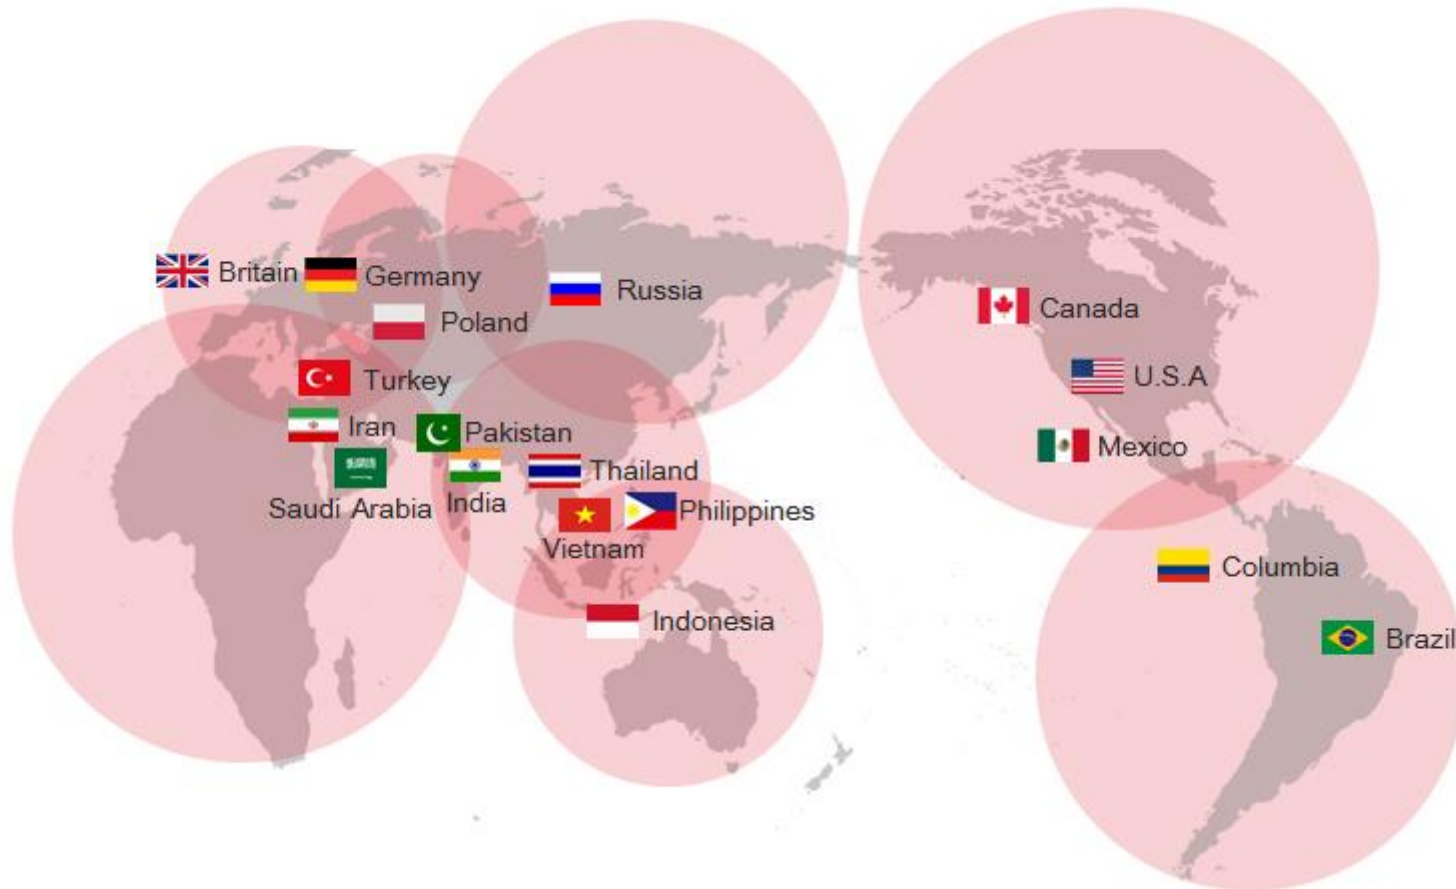 Britain
Germany
Russia
Canada
Poland
Turkey
U.S.A
Iran
Pakistan
Mexico
Thailand
India
Saudi Arabia
Philippines
Vietnam
Columbia
Indonesia
Brazil